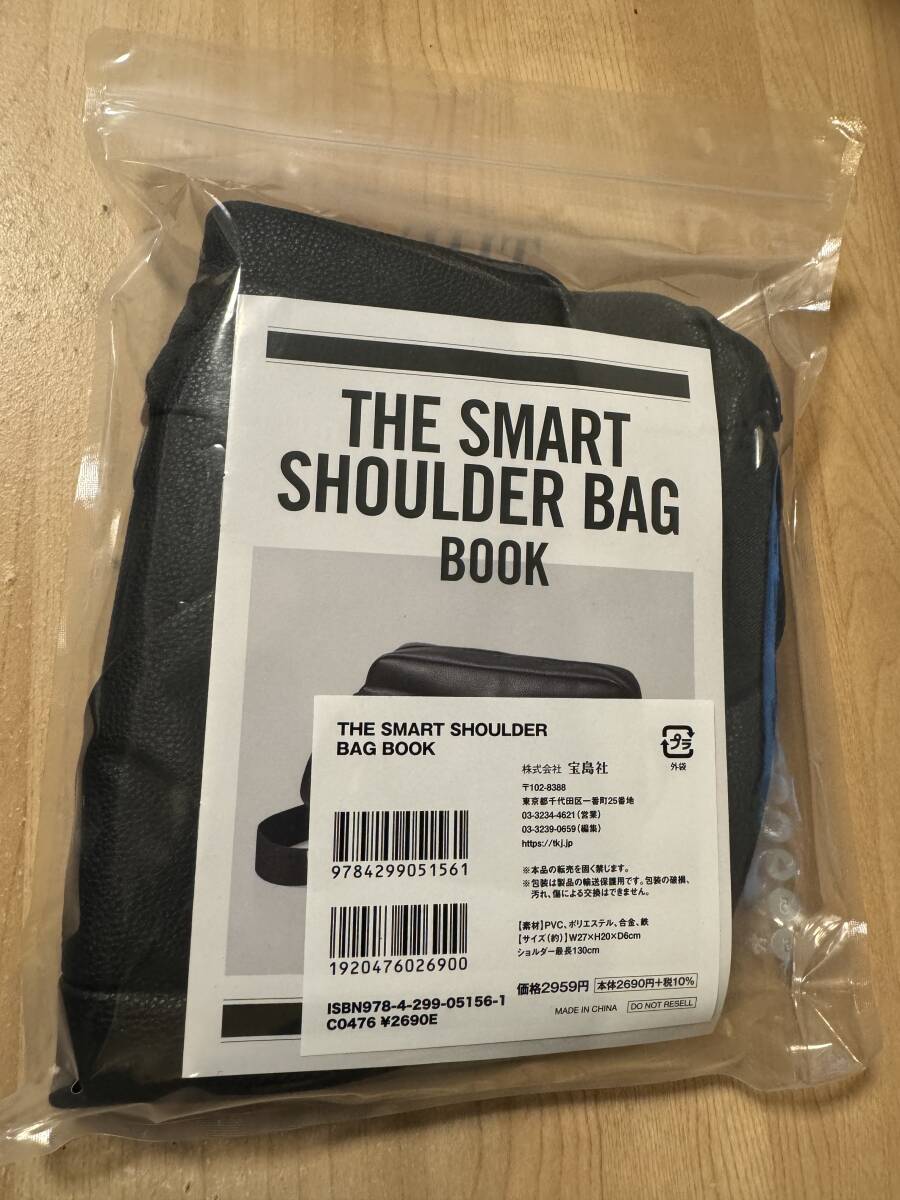 THE SMART
SHOULDER BAG
BOOK
THE SMART SHOULDER
BAG BOOK
プラ
外袋
株式会社 宝島社
〒102-8388
東京都千代田区一番町25番地
03-3234-4621(営業)
03-3239-0659(編集)
https://tkj.jp
9784299051561
※本品の転売を固く禁じます。
※包装は製品の輸送保護用です。包装の破損、
汚れ、傷による交換はできません。
1920476026900
【素材】PVC、ポリエステル、合金、鉄
【サイズ(約)】W27×H20×D6cm
ショルダー最長130cm
ISBN978-4-299-05156-1
C0476 ¥2690E
価格2959円 本体2690円+税10%
MADE IN CHINA DO NOT RESELL